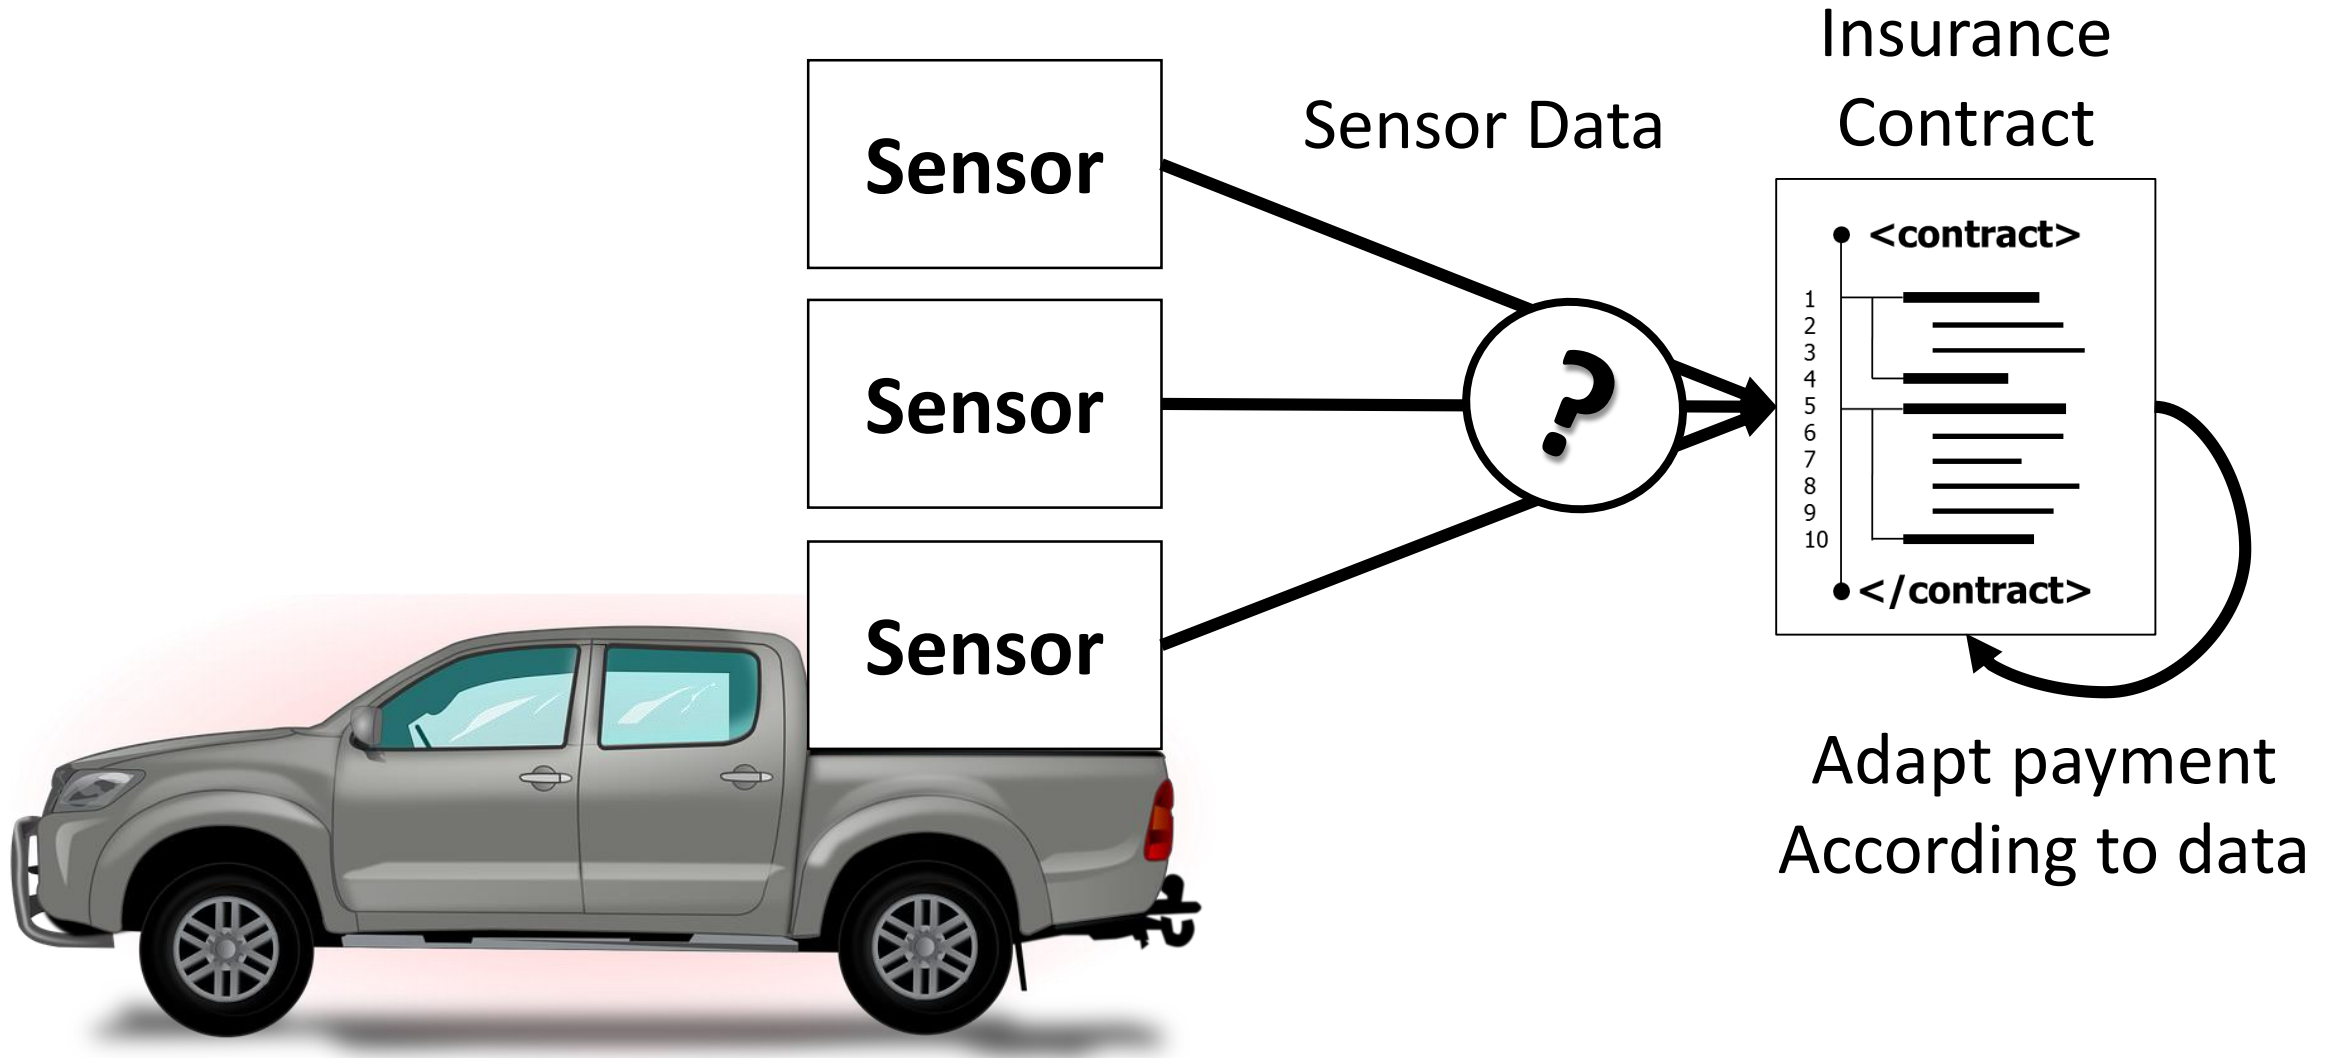 Insurance
Contract
Sensor Data
Sensor
Sensor
Sensor
?
<contract>
1
2
3
4
5
6
7
8
9
10
</contract>
Adapt payment
According to data